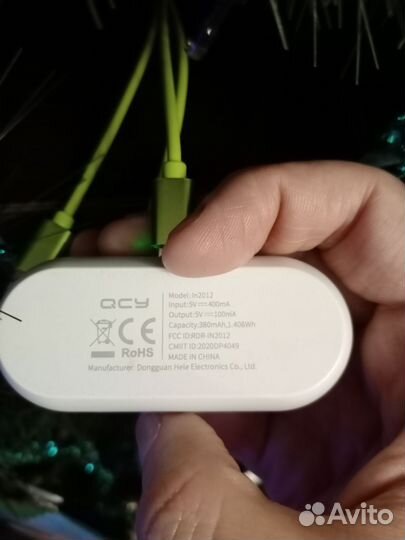 QCY
Model: In2012
Input:5V⎓400mA
Output:5V⎓100mA
Capacity:380mAh,1.406Wh
FCC ID:RDR-IN2012
CMIIT ID:2020DP4049
MADE IN CHINA
CE
RoHS
Manufacturer: Dongguan Hele Electronics Co., Ltd.
Avito